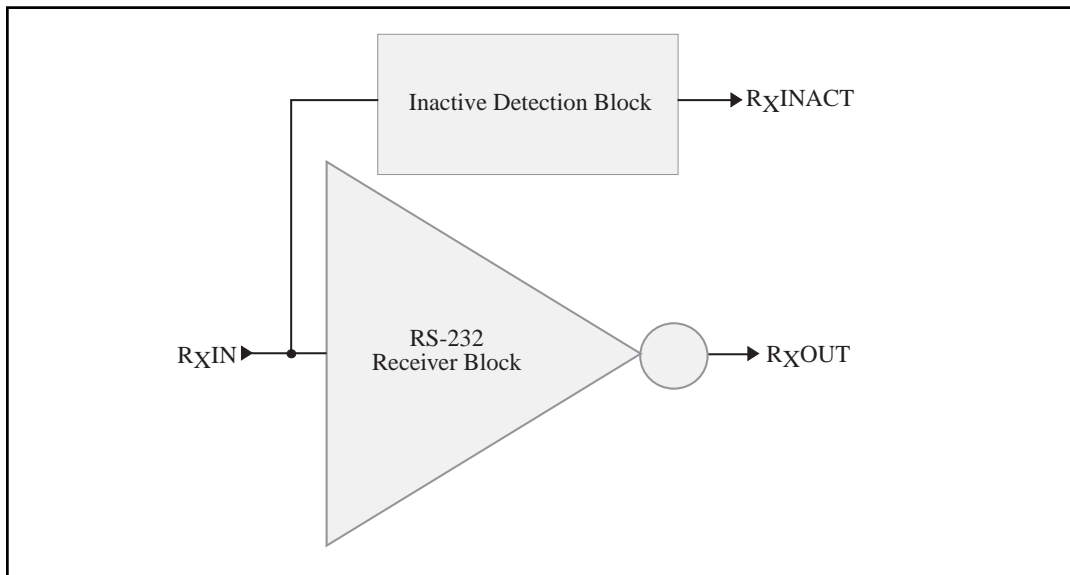 Inactive Detection Block
RXINACT
RS-232
Receiver Block
RXIN
RXOUT